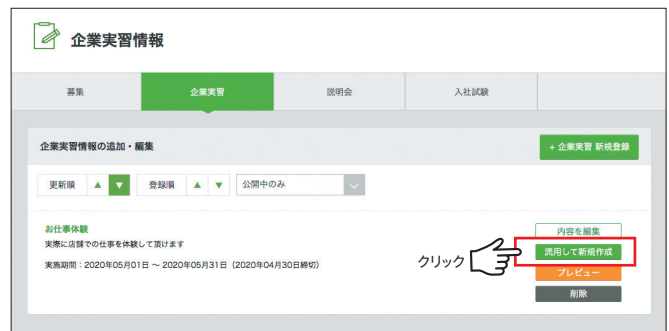 企業実習情報
募集 企業実習 説明会 入社試験
企業実習情報の追加・編集
+ 企業実習 新規登録
更新順 ▲ ▼ 登録順 ▲ ▼ 公開中のみ
お仕事体験
実際に店舗での仕事を体験して頂けます
実施期間：2020年05月01日 ～ 2020年05月31日（2020年04月30日締切）
クリック
内容を編集
流用して新規作成
プレビュー
削除